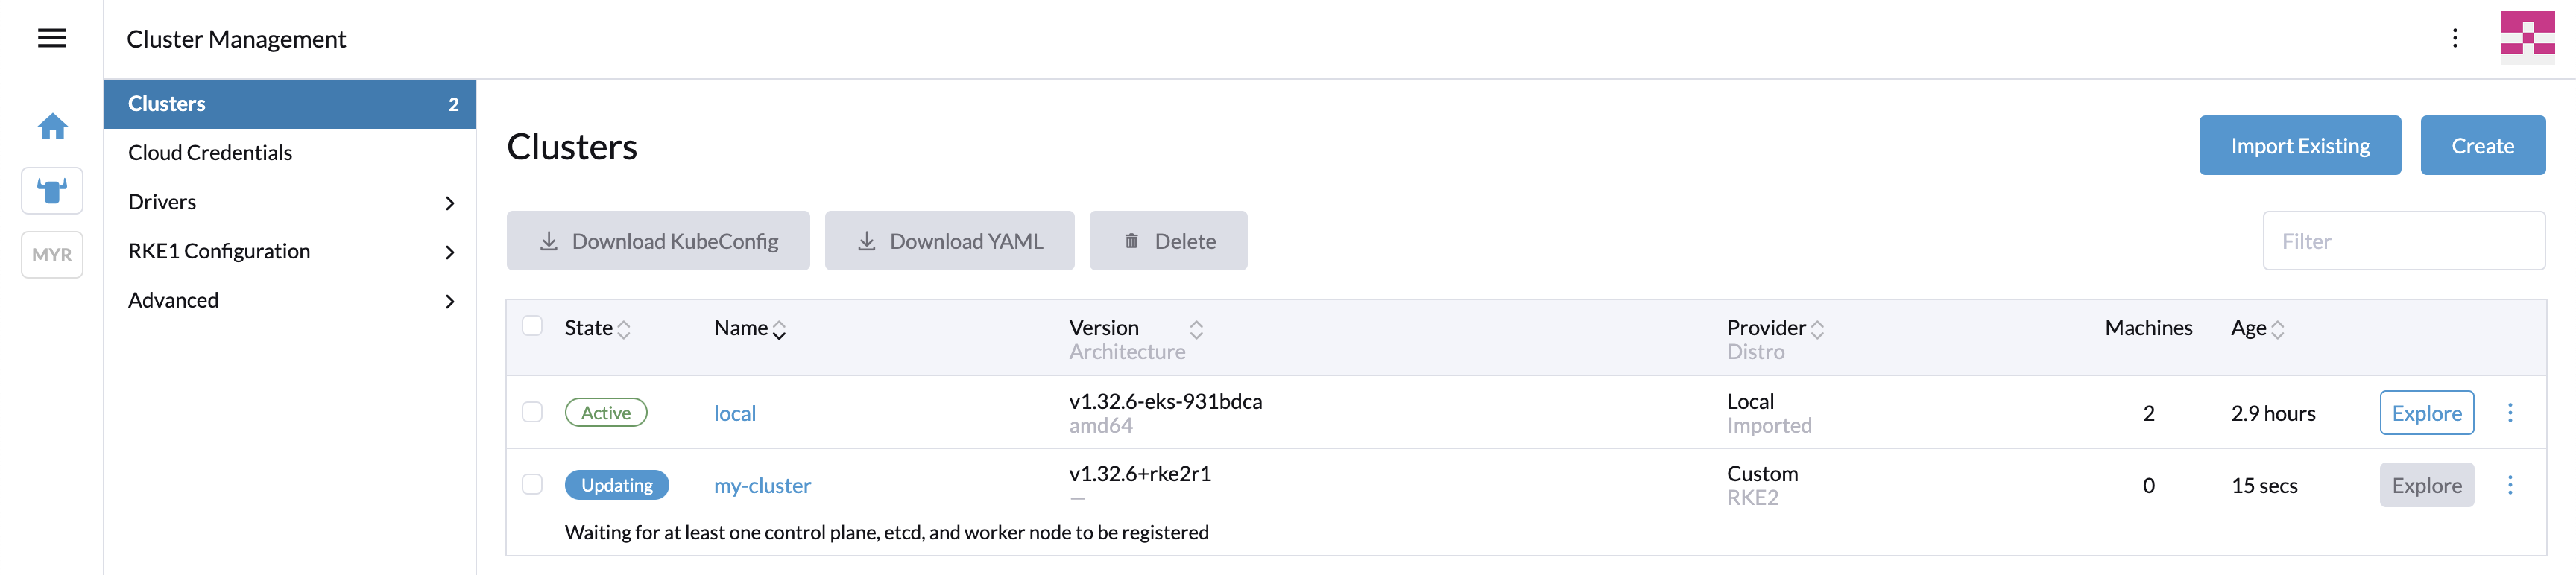 Cluster Management
MYR
Clusters 2
Cloud Credentials
Drivers
RKE1 Configuration
Advanced
Clusters
Import Existing
Create
Download KubeConfig
Download YAML
Delete
Filter
State Name Version Provider Machines Age
Architecture Distro
Active local v1.32.6-eks-931bdca Local 2 2.9 hours Explore
amd64 Imported
Updating my-cluster v1.32.6+rke2r1 Custom 0 15 secs Explore
— RKE2
Waiting for at least one control plane, etcd, and worker node to be registered